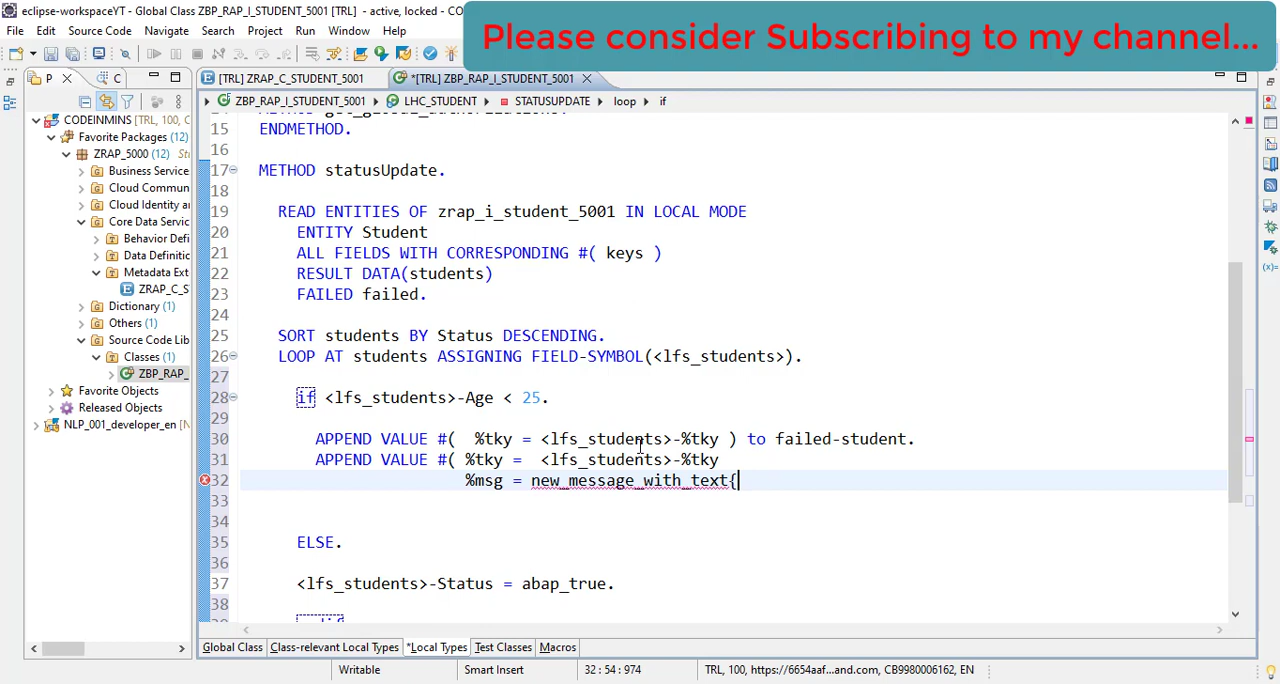 eclipse-workspaceYT - Global Class ZBP_RAP_I_STUDENT_5001 [TRL] - active, locked - CO
Please consider Subscribing to my channel...
File Edit Source Code Navigate Search Project Run Window Help
P C
[TRL] ZRAP_C_STUDENT_5001 *[TRL] ZBP_RAP_I_STUDENT_5001
ZBP_RAP_I_STUDENT_5001 LHC_STUDENT STATUSUPDATE loop if
CODEINMINS [TRL, 100,
Favorite Packages (12)
ZRAP_5000 (12)
Business Service
Cloud Commun
Cloud Identity ar
Core Data Servic
Behavior Defi
Data Definitic
Metadata Ext
ZRAP_C_S
Dictionary (1)
Others (1)
Source Code Lib
Classes (1)
ZBP_RAP_
Favorite Objects
Released Objects
NLP_001_developer_en [N
15 ENDMETHOD.
16
17 METHOD statusUpdate.
18
19 READ ENTITIES OF zrap_i_student_5001 IN LOCAL MODE
20 ENTITY Student
21 ALL FIELDS WITH CORRESPONDING #( keys )
22 RESULT DATA(students)
23 FAILED failed.
24
25 SORT students BY Status DESCENDING.
26 LOOP AT students ASSIGNING FIELD-SYMBOL(<lfs_students>).
27
28 if <lfs_students>-Age < 25.
29
30 APPEND VALUE #(  %tky = <lfs_students>-%tky ) to failed-student.
31 APPEND VALUE #( %tky =  <lfs_students>-%tky
32 %msg = new_message_with_text{
33
34
35 ELSE.
36
37 <lfs_students>-Status = abap_true.
38
Global Class Class-relevant Local Types *Local Types Test Classes Macros
Writable Smart Insert 32 : 54 : 974 TRL, 100, https://6654aaf...and.com, CB9980006162, EN